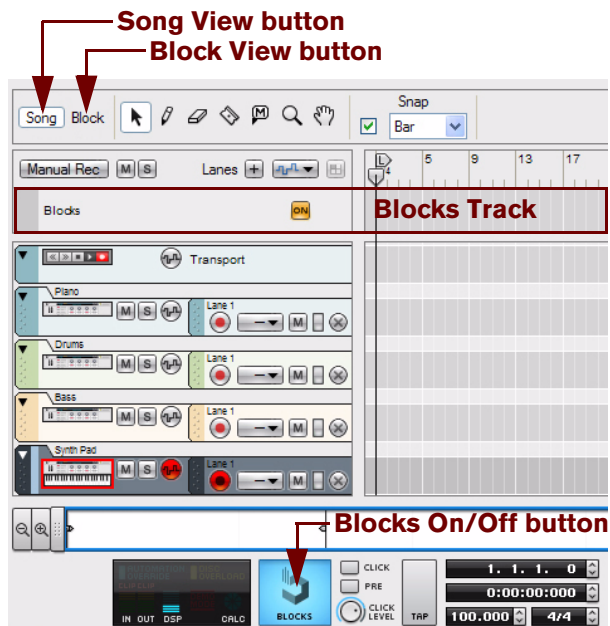 Song View button
Block View button
Song Block
Snap
Bar
Manual Rec M S Lanes
L 5 9 13 17
4
Blocks ON Blocks Track
Transport
Piano
M S Lane 1 M
Drums
M S Lane 1 M
Bass
M S Lane 1 M
Synth Pad
M S Lane 1 M
Blocks On/Off button
AUTOMATION OVERRIDE
CLICK
1. 1. 1. 0
PRE
0:00:00:000
CLICK LEVEL
IN OUT DSP CALC BLOCKS TAP 100.000 4/4